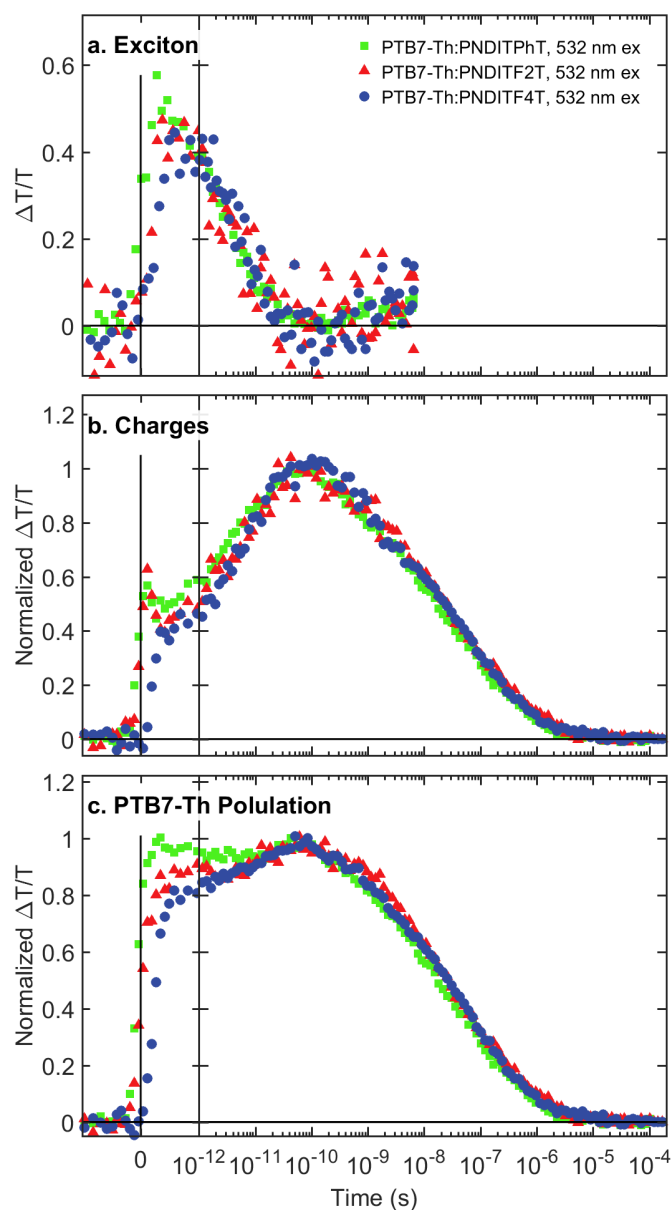 a. Exciton
PTB7-Th:PNDITPhT, 532 nm ex
PTB7-Th:PNDITF2T, 532 nm ex
PTB7-Th:PNDITF4T, 532 nm ex
0.6
0.4
0.2
0
ΔT/T
b. Charges
1.2
1
0.8
0.6
0.4
0.2
0
Normalized ΔT/T
c. PTB7-Th Polulation
1.2
1
0.8
0.6
0.4
0.2
0
Normalized ΔT/T
0 10⁻¹² 10⁻¹¹ 10⁻¹⁰ 10⁻⁹ 10⁻⁸ 10⁻⁷ 10⁻⁶ 10⁻⁵ 10⁻⁴
Time (s)